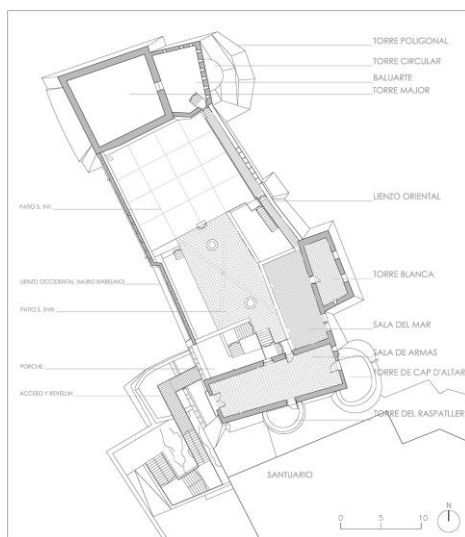 TORRE POLIGONAL
TORRE CIRCULAR
BALUARTE
TORRE MAJOR
PATIO S. XVI
LIENZO ORIENTAL
TORRE BLANCA
LIENZO OCCIDENTAL (MURO ISABELINO)
PATIO S. XVIII
SALA DEL MAR
PORCHE
SALA DE ARMAS
TORRE DE CAP D'ALTAR
ACCESO Y REVELLIN
TORRE DEL RASPATLLER
SANTUARIO
N
0 5 10